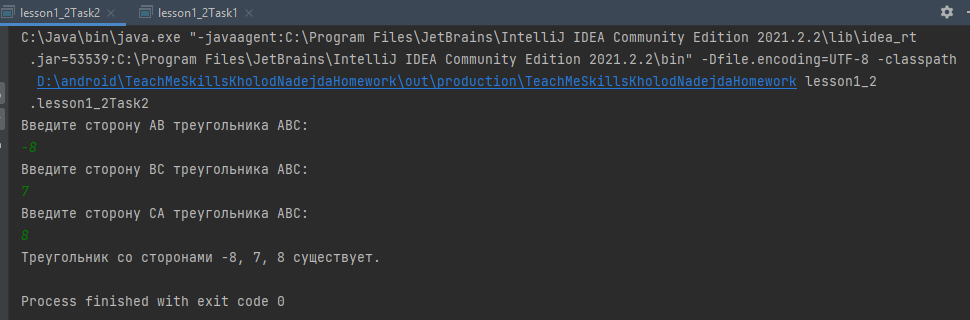 lesson1_2Task2 × lesson1_2Task1 ×
C:\Java\bin\java.exe "-javaagent:C:\Program Files\JetBrains\IntelliJ IDEA Community Edition 2021.2.2\lib\idea_rt
.jar=53539:C:\Program Files\JetBrains\IntelliJ IDEA Community Edition 2021.2.2\bin" -Dfile.encoding=UTF-8 -classpath
D:\android\TeachMeSkillsKholodNadejdaHomework\out\production\TeachMeSkillsKholodNadejdaHomework lesson1_2
.lesson1_2Task2
Введите сторону AB треугольника ABC:
-8
Введите сторону BC треугольника ABC:
7
Введите сторону CA треугольника ABC:
8
Треугольник со сторонами -8, 7, 8 существует.
Process finished with exit code 0